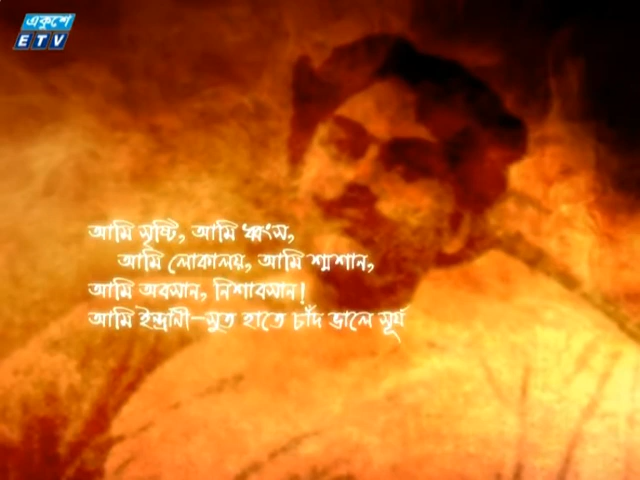 একুশে
ETV
আমি সৃষ্টি, আমি ধ্বংস,
আমি লোকালয়, আমি শ্মশান,
আমি অবসান, নিশাবসান!
আমি ইন্দ্রানী-সুত হাতে চাঁদ ভালে সূর্য